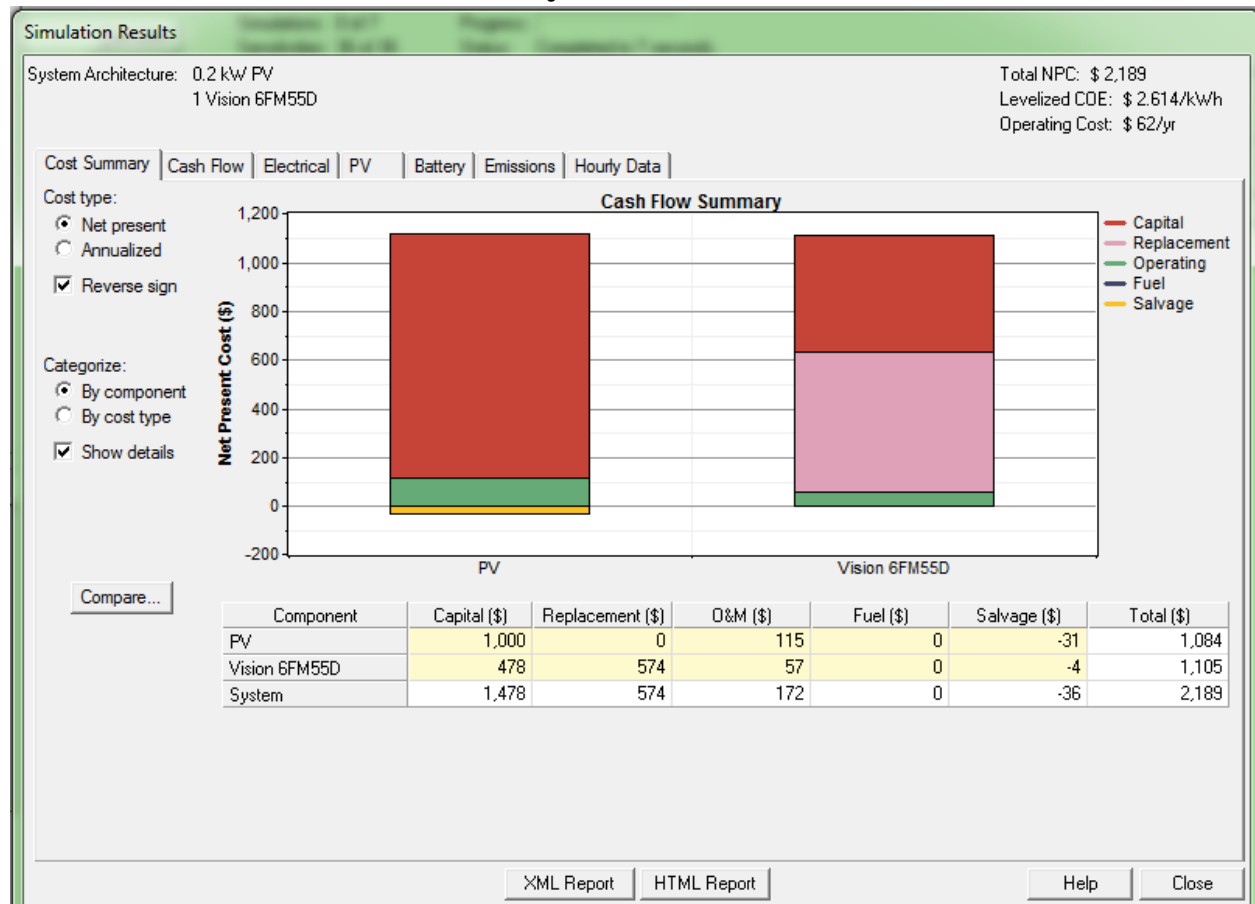 Simulation Results
System Architecture: 0.2 kW PV
1 Vision 6FM55D
Total NPC: $ 2,189
Levelized COE: $ 2.614/kWh
Operating Cost: $ 62/yr
Cost Summary Cash Flow Electrical PV Battery Emissions Hourly Data
Cost type:
Net present
Annualized
Reverse sign
Categorize:
By component
By cost type
Show details
Compare...
Cash Flow Summary
Net Present Cost ($)
1,200
1,000
800
600
400
200
0
-200
PV Vision 6FM55D
Capital
Replacement
Operating
Fuel
Salvage
Component Capital ($) Replacement ($) O&M ($) Fuel ($) Salvage ($) Total ($)
PV 1,000 0 115 0 -31 1,084
Vision 6FM55D 478 574 57 0 -4 1,105
System 1,478 574 172 0 -36 2,189
XML Report HTML Report Help Close